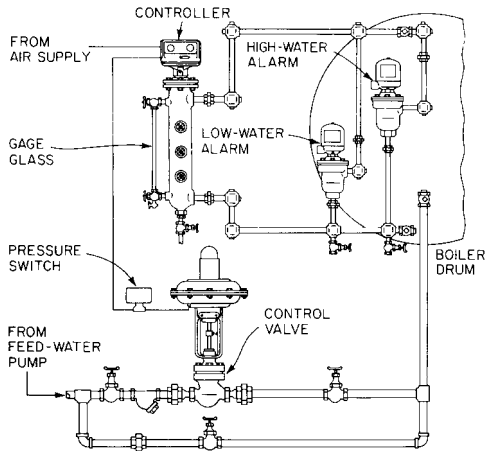 CONTROLLER
FROM
AIR SUPPLY
HIGH-WATER
ALARM
LOW-WATER
ALARM
GAGE
GLASS
PRESSURE
SWITCH
BOILER
DRUM
CONTROL
VALVE
FROM
FEED-WATER
PUMP